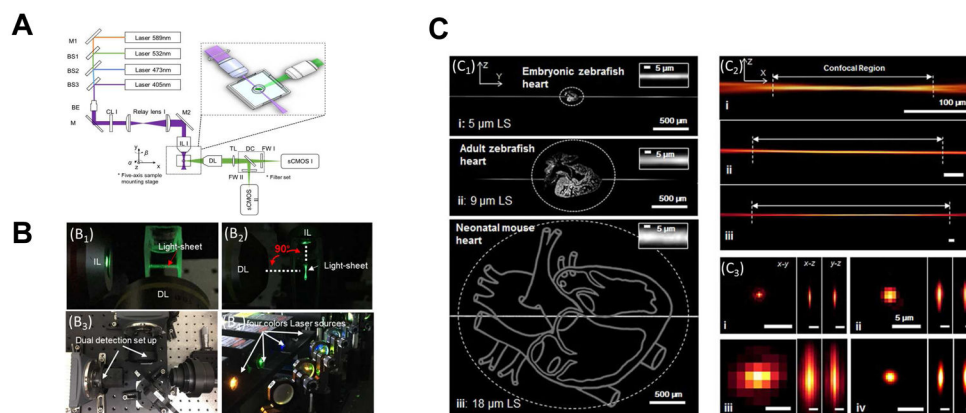 A
M1
Laser 589nm
BS1
Laser 532nm
BS2
Laser 473nm
BS3
Laser 405nm
BE
M
CL I
Relay lens I
M2
IL I
TL
DC
FW I
DL
sCMOS I
FW II
* Filter set
sCMOS II
y
β
α
z
x
* Five-axis sample
mounting stage
B
(B1)
Light-sheet
IL
DL
(B2)
IL
90°
DL
Light-sheet
(B3)
Dual detection set up
four colors Laser sources
C
(C1)
Z
Y
Embryonic zebrafish
heart
5 µm
i: 5 µm LS
500 µm
Adult zebrafish
heart
5 µm
ii: 9 µm LS
500 µm
Neonatal mouse
heart
5 µm
iii: 18 µm LS
500 µm
(C2)
Z
X
Confocal Region
i
100 µm
ii
iii
(C3)
x-y
x-z
y-z
i
ii
5 µm
iii
iv